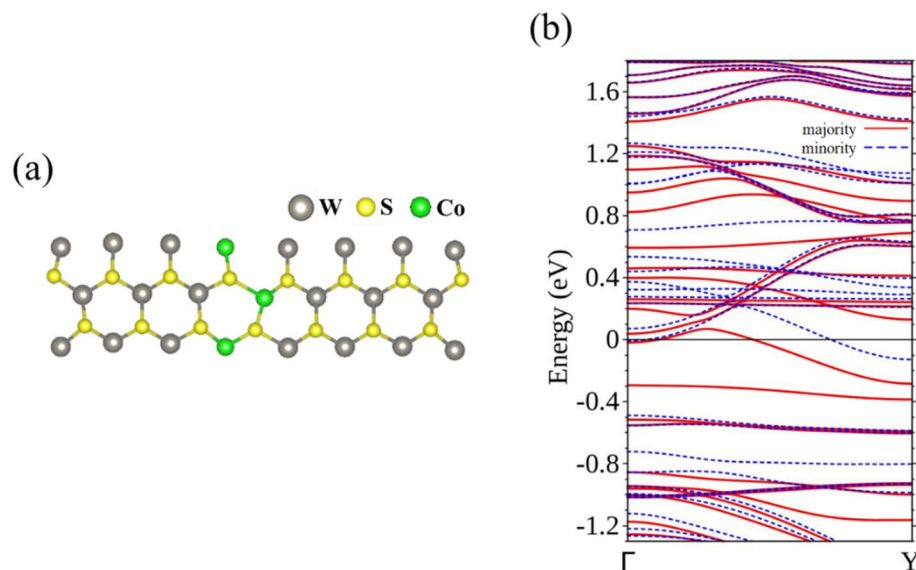 (a)
W S Co
(b)
Energy (eV)
1.6
1.2
0.8
0.4
0
-0.4
-0.8
-1.2
majority
minority
Γ Y